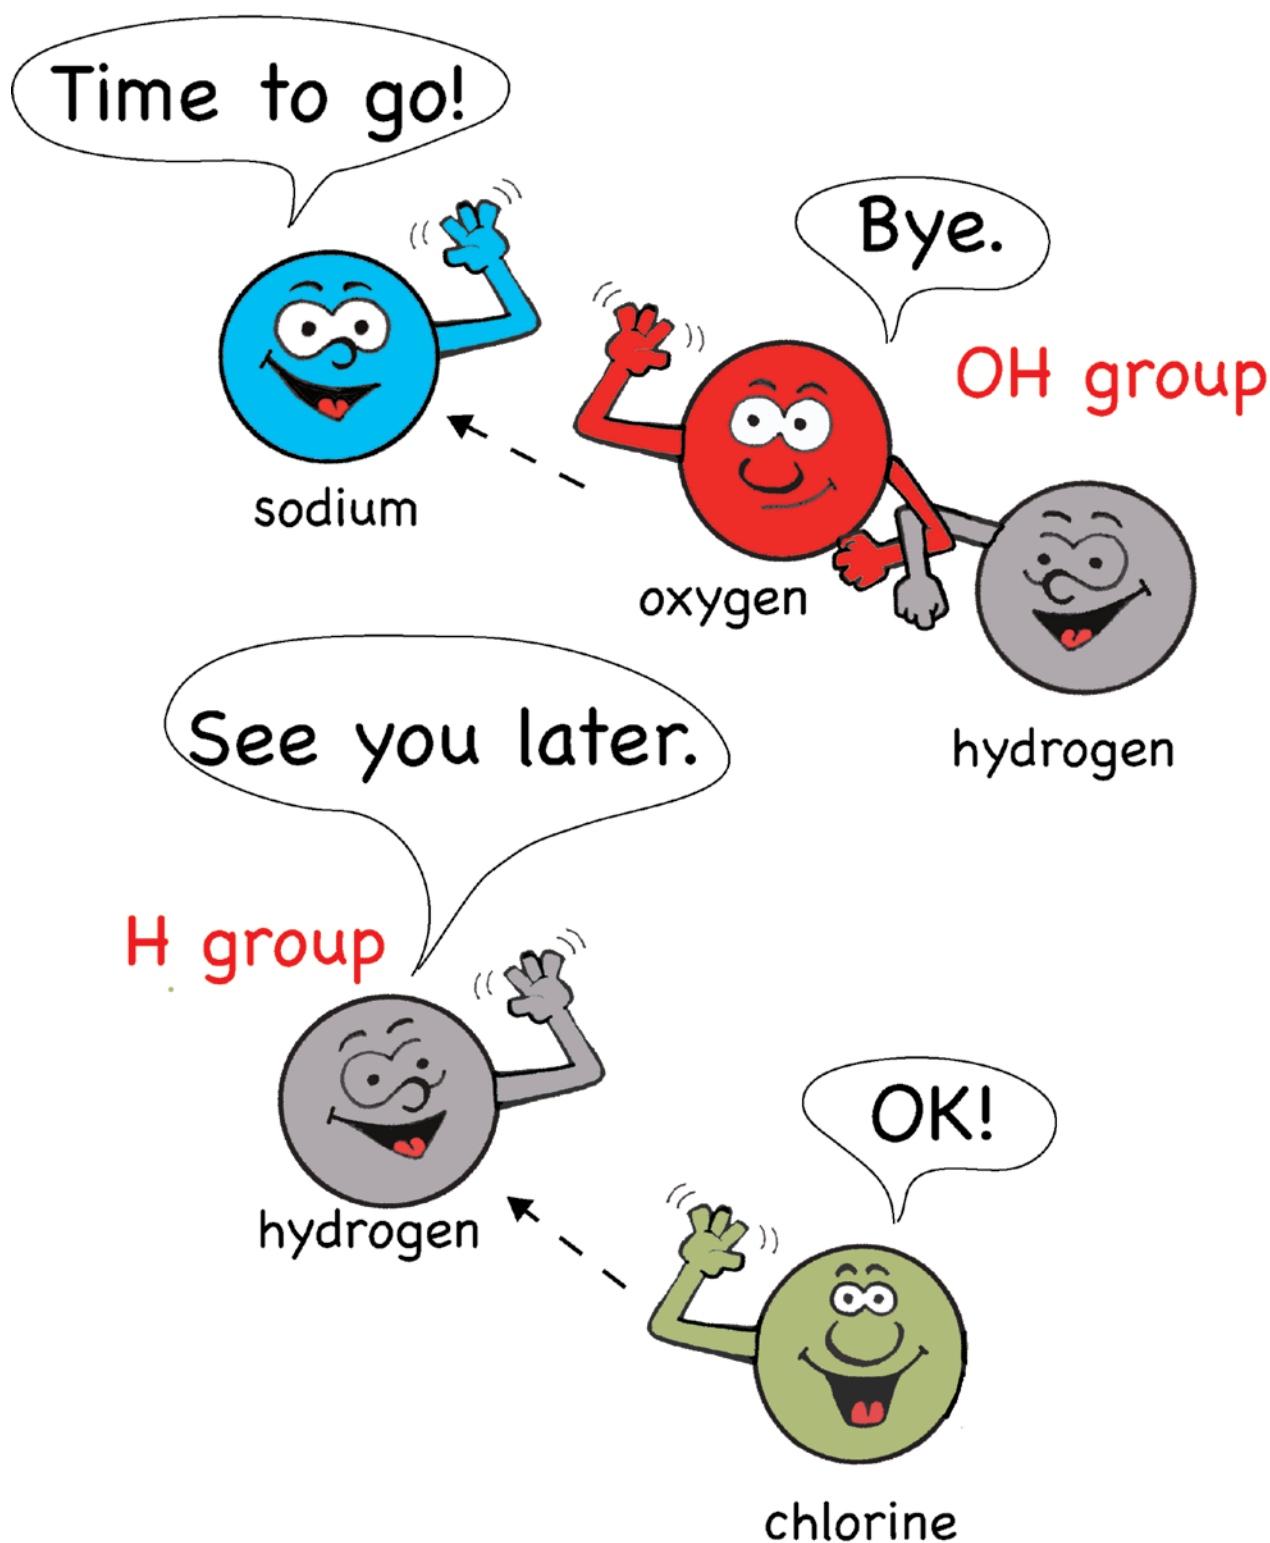 Time to go!
Bye.
OH group
sodium
oxygen
hydrogen
See you later.
H group
hydrogen
OK!
chlorine